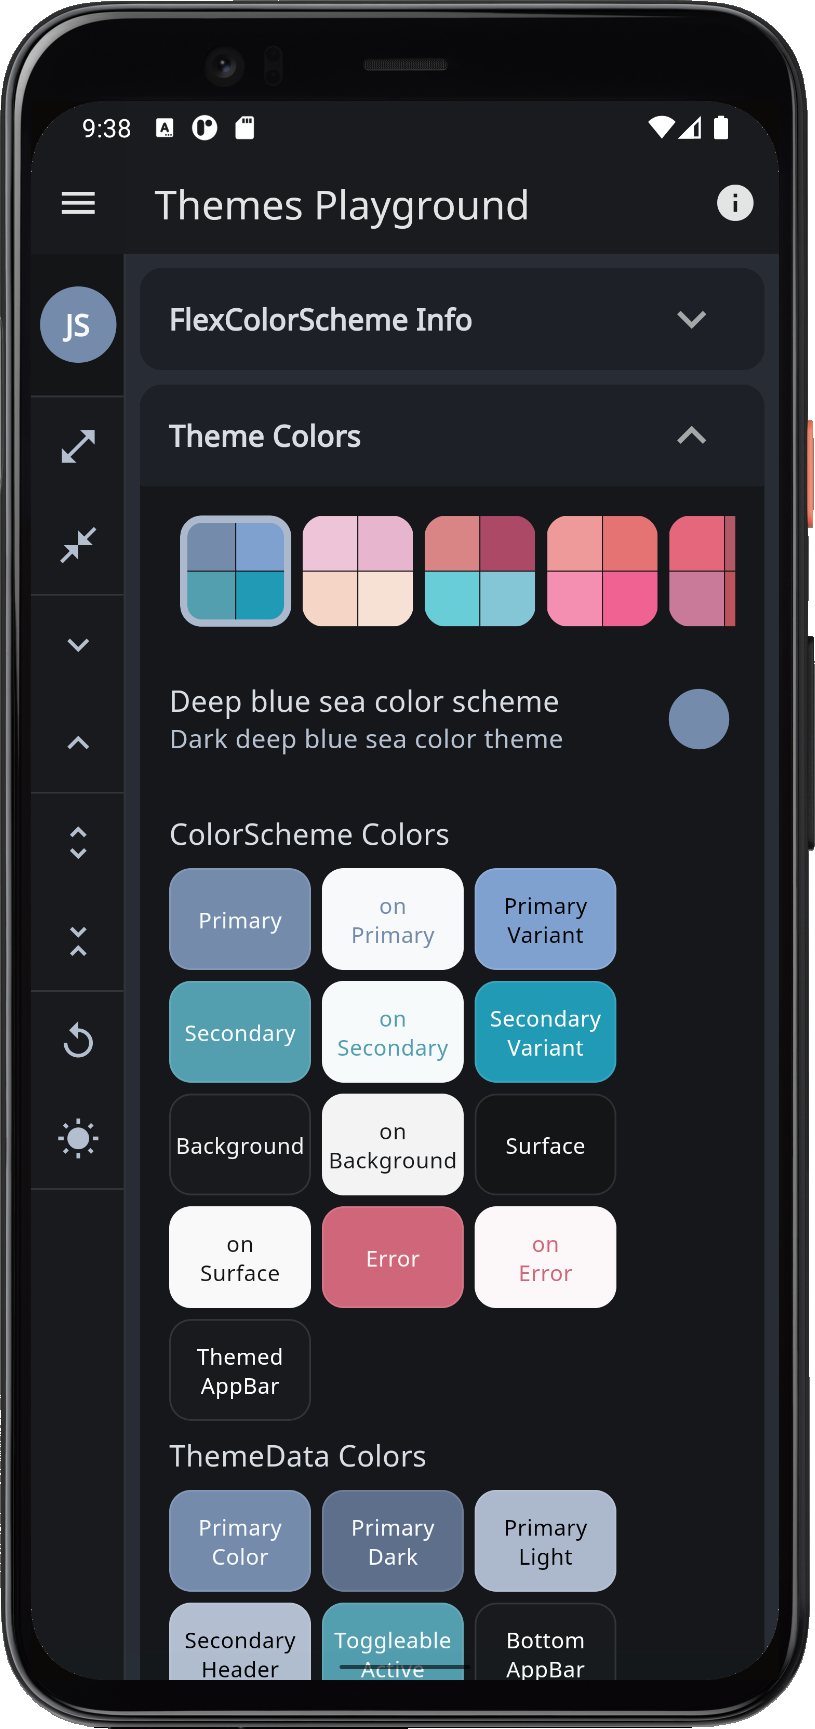 9:38
A
Themes Playground
JS
FlexColorScheme Info
Theme Colors
Deep blue sea color scheme
Dark deep blue sea color theme
ColorScheme Colors
Primary
on
Primary
Primary
Variant
Secondary
on
Secondary
Secondary
Variant
Background
on
Background
Surface
on
Surface
Error
on
Error
Themed
AppBar
ThemeData Colors
Primary
Color
Primary
Dark
Primary
Light
Secondary
Header
Toggleable
Active
Bottom
AppBar